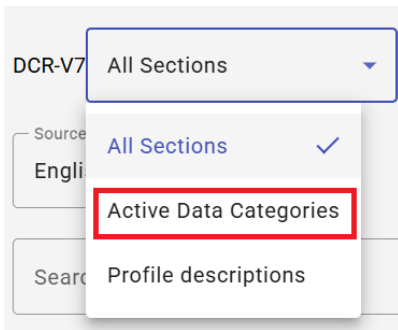 DCR-V7 All Sections
Source
All Sections
Engli
Active Data Categories
Searc
Profile descriptions